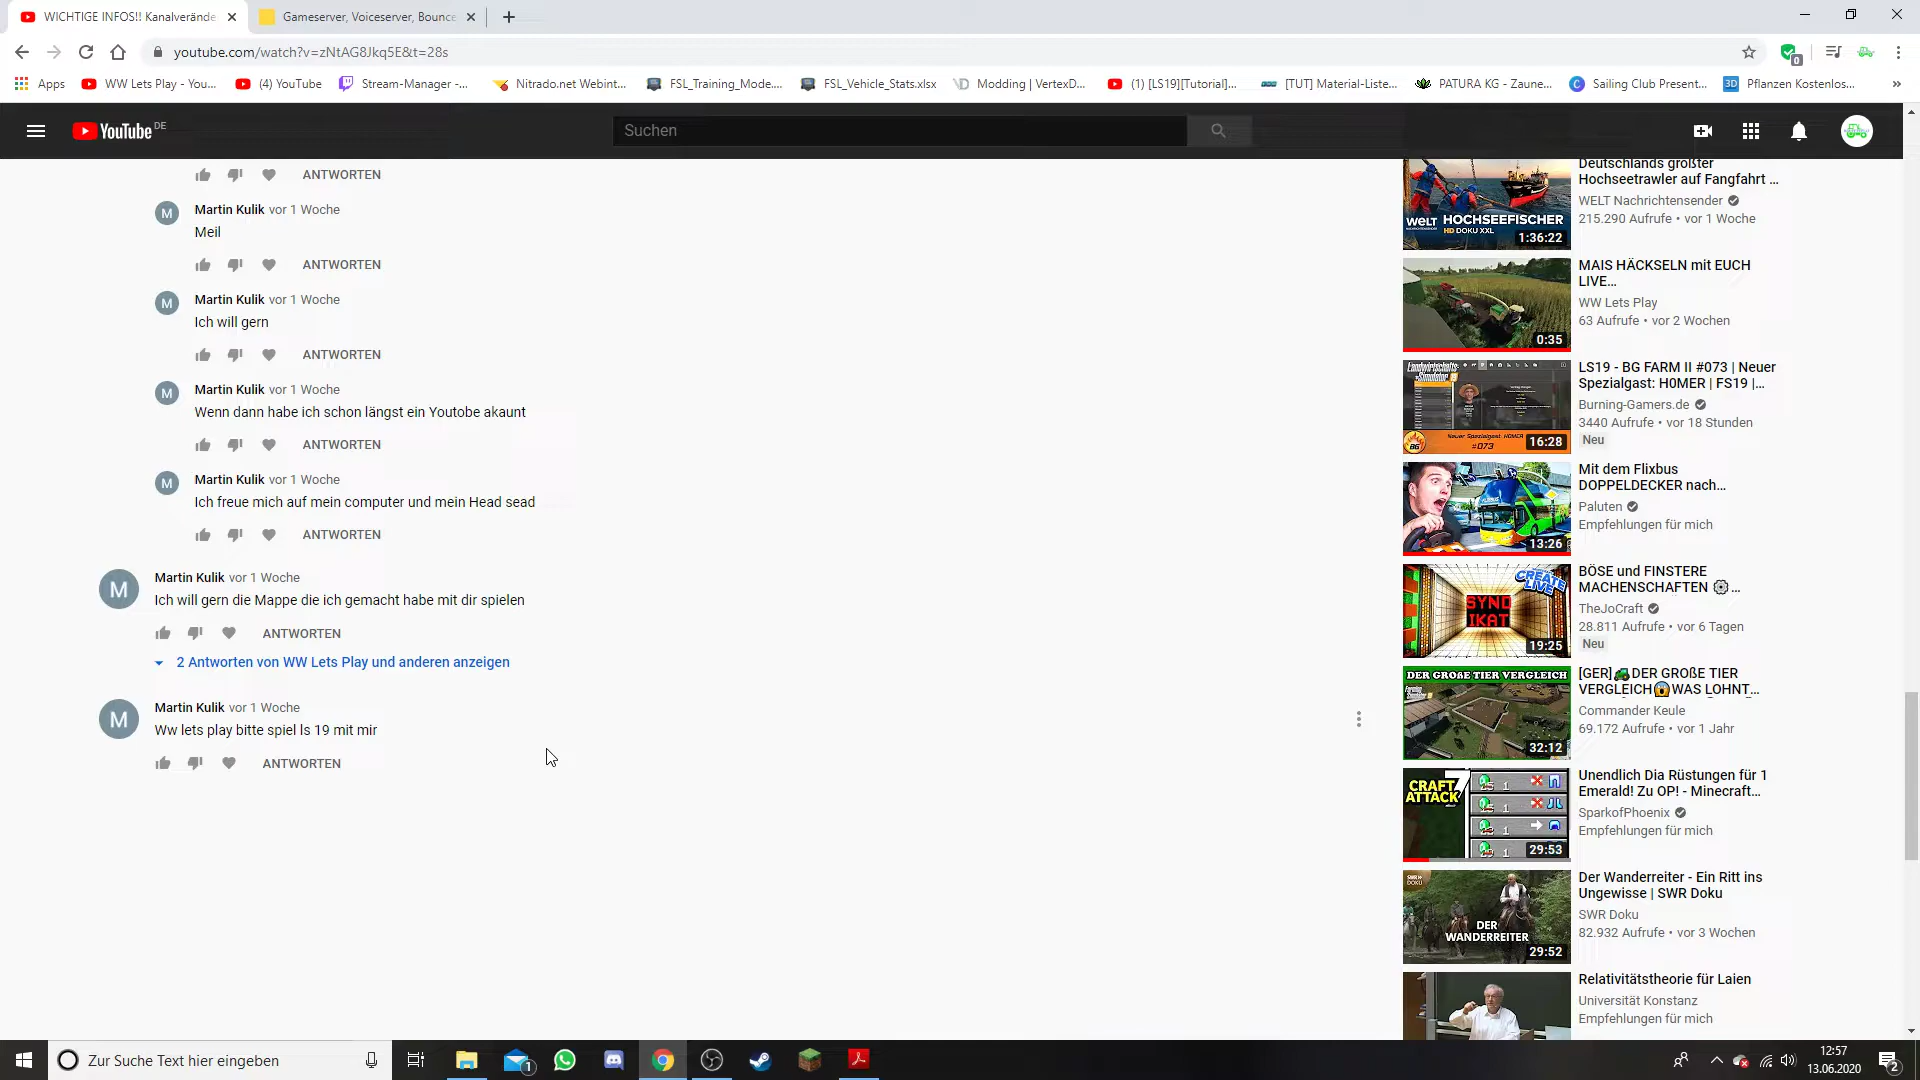 WICHTIGE INFOS!! Kanalverände
Gameserver, Voiceserver, Bounce
youtube.com/watch?v=zNtAG8Jkq5E&t=28s
Apps
WW Lets Play - You...
(4) YouTube
Stream-Manager -...
Nitrado.net Webint...
FSL_Training_Mode....
FSL_Vehicle_Stats.xlsx
Modding | VertexD...
(1) [LS19][Tutorial]...
[TUT] Material-Liste...
PATURA KG - Zaune...
Sailing Club Present...
Pflanzen Kostenlos...
YouTube DE
Suchen
ANTWORTEN
Martin Kulik vor 1 Woche
Meil
ANTWORTEN
Martin Kulik vor 1 Woche
Ich will gern
ANTWORTEN
Martin Kulik vor 1 Woche
Wenn dann habe ich schon längst ein Youtobe akaunt
ANTWORTEN
Martin Kulik vor 1 Woche
Ich freue mich auf mein computer und mein Head sead
ANTWORTEN
Martin Kulik vor 1 Woche
Ich will gern die Mappe die ich gemacht habe mit dir spielen
ANTWORTEN
2 Antworten von WW Lets Play und anderen anzeigen
Martin Kulik vor 1 Woche
Ww lets play bitte spiel ls 19 mit mir
ANTWORTEN
Deutschlands größter
Hochseetrawler auf Fangfahrt ...
WELT Nachrichtensender
215.290 Aufrufe • vor 1 Woche
WELT HOCHSEEFISCHER
HD DOKU XXL
1:36:22
MAIS HÄCKSELN mit EUCH
LIVE...
WW Lets Play
63 Aufrufe • vor 2 Wochen
0:35
LS19 - BG FARM II #073 | Neuer
Spezialgast: H0MER | FS19 |...
Burning-Gamers.de
3440 Aufrufe • vor 18 Stunden
Neu
Landwirtschafts
Simulator 19
Neuer Spezialgast: H0MER
#073
BG
16:28
Mit dem Flixbus
DOPPELDECKER nach...
Paluten
Empfehlungen für mich
13:26
BÖSE und FINSTERE
MACHENSCHAFTEN ...
TheJoCraft
28.811 Aufrufe • vor 6 Tagen
Neu
CREATE
LIVE
SYND
IKAT
19:25
[GER]🚜DER GROßE TIER
VERGLEICH😱WAS LOHNT...
Commander Keule
69.172 Aufrufe • vor 1 Jahr
DER GROßE TIER VERGLEICH
32:12
Unendlich Dia Rüstungen für 1
Emerald! Zu OP! - Minecraft...
SparkofPhoenix
Empfehlungen für mich
CRAFT 7
ATTACK
29:53
Der Wanderreiter - Ein Ritt ins
Ungewisse | SWR Doku
SWR Doku
82.932 Aufrufe • vor 3 Wochen
SWR»
DOKU
DER
WANDERREITER
29:52
Relativitätstheorie für Laien
Universität Konstanz
Empfehlungen für mich
Zur Suche Text hier eingeben
12:57
13.06.2020